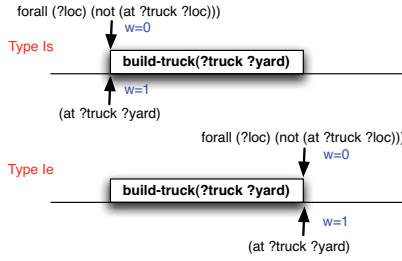 forall (?loc) (not (at ?truck ?loc)))
w=0
Type Is
build-truck(?truck ?yard)
w=1
(at ?truck ?yard)
forall (?loc) (not (at ?truck ?loc)))
w=0
Type Ie
build-truck(?truck ?yard)
w=1
(at ?truck ?yard)